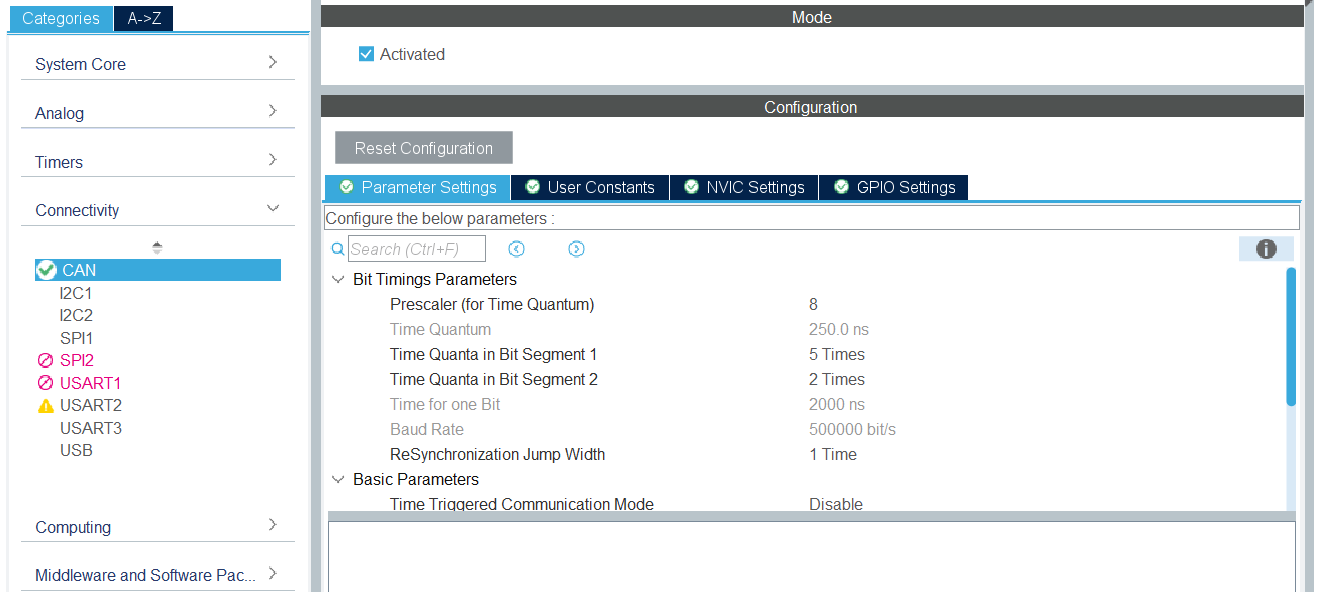 Categories A->Z
System Core
Analog
Timers
Connectivity
CAN
I2C1
I2C2
SPI1
SPI2
USART1
USART2
USART3
USB
Computing
Middleware and Software Pac...
Mode
Activated
Configuration
Reset Configuration
Parameter Settings User Constants NVIC Settings GPIO Settings
Configure the below parameters :
Search (Ctrl+F)
Bit Timings Parameters
Prescaler (for Time Quantum) 8
Time Quantum 250.0 ns
Time Quanta in Bit Segment 1 5 Times
Time Quanta in Bit Segment 2 2 Times
Time for one Bit 2000 ns
Baud Rate 500000 bit/s
ReSynchronization Jump Width 1 Time
Basic Parameters
Time Triggered Communication Mode Disable